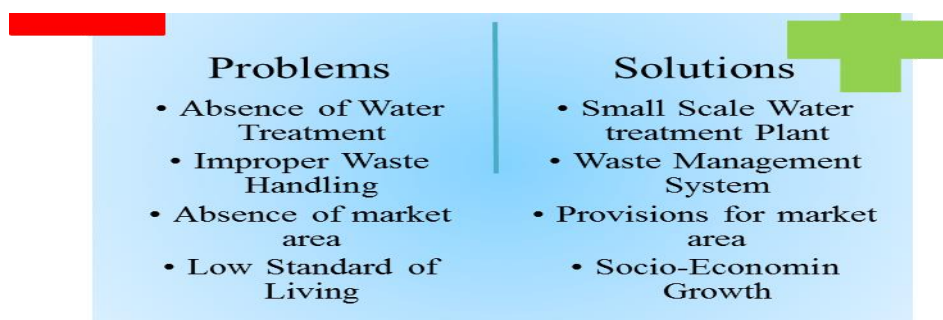 Problems
• Absence of Water
Treatment
• Improper Waste
Handling
• Absence of market
area
• Low Standard of
Living
Solutions
• Small Scale Water
treatment Plant
• Waste Management
System
• Provisions for market
area
• Socio-Economin
Growth